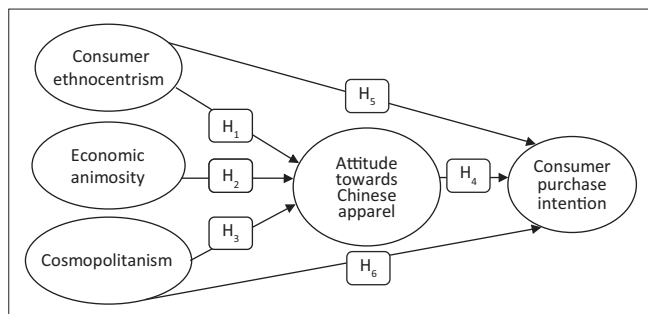 Consumer
ethnocentrism
H5
H1
Economic
animosity
H2
Attitude
towards
Chinese
apparel
H4
Consumer
purchase
intention
H3
Cosmopolitanism
H6